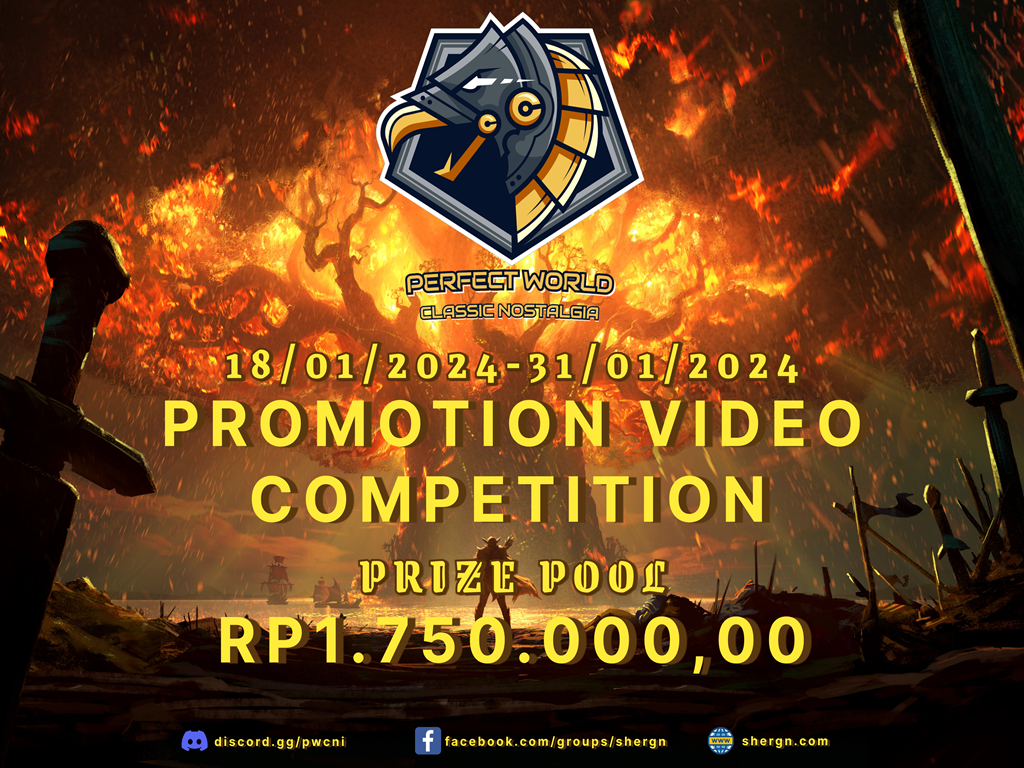 PERFECT WORLD
CLASSIC NOSTALGIA
18/01/2024-31/01/2024
PROMOTION VIDEO
COMPETITION
PRIZE POOL
RP1.750.000,00
discord.gg/pwcni
facebook.com/groups/shergn
www
shergn.com